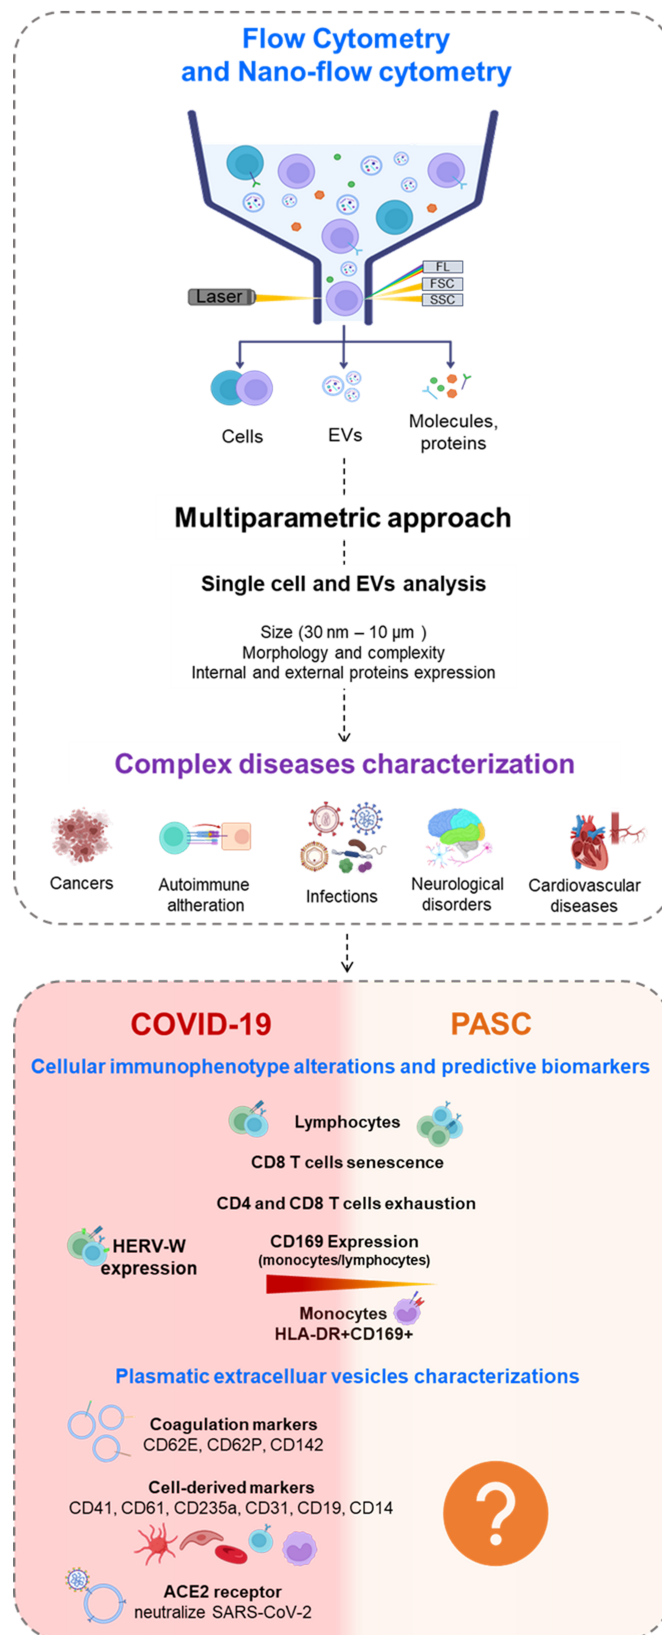 Flow Cytometry
and Nano-flow cytometry
Laser
FL
FSC
SSC
Cells
EVs
Molecules,
proteins
Multiparametric approach
Single cell and EVs analysis
Size (30 nm – 10 µm )
Morphology and complexity
Internal and external proteins expression
Complex diseases characterization
Cancers
Autoimmune
altheration
Infections
Neurological
disorders
Cardiovascular
diseases
COVID-19
PASC
Cellular immunophenotype alterations and predictive biomarkers
Lymphocytes
CD8 T cells senescence
CD4 and CD8 T cells exhaustion
HERV-W
expression
CD169 Expression
(monocytes/lymphocytes)
Monocytes
HLA-DR+CD169+
Plasmatic extracelluar vesicles characterizations
Coagulation markers
CD62E, CD62P, CD142
Cell-derived markers
CD41, CD61, CD235a, CD31, CD19, CD14
?
ACE2 receptor
neutralize SARS-CoV-2